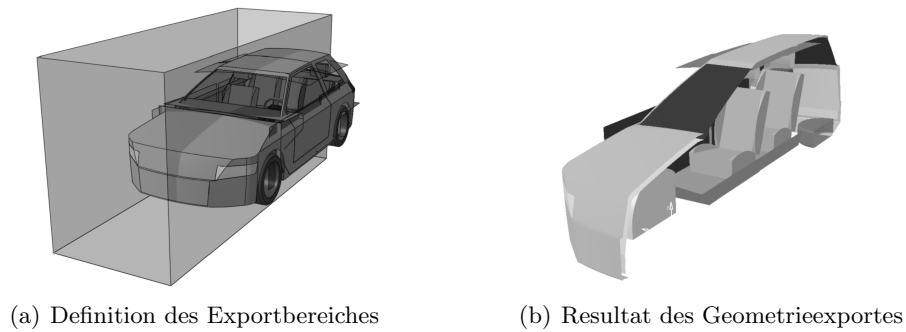 (a) Definition des Exportbereiches
(b) Resultat des Geometrieexportes